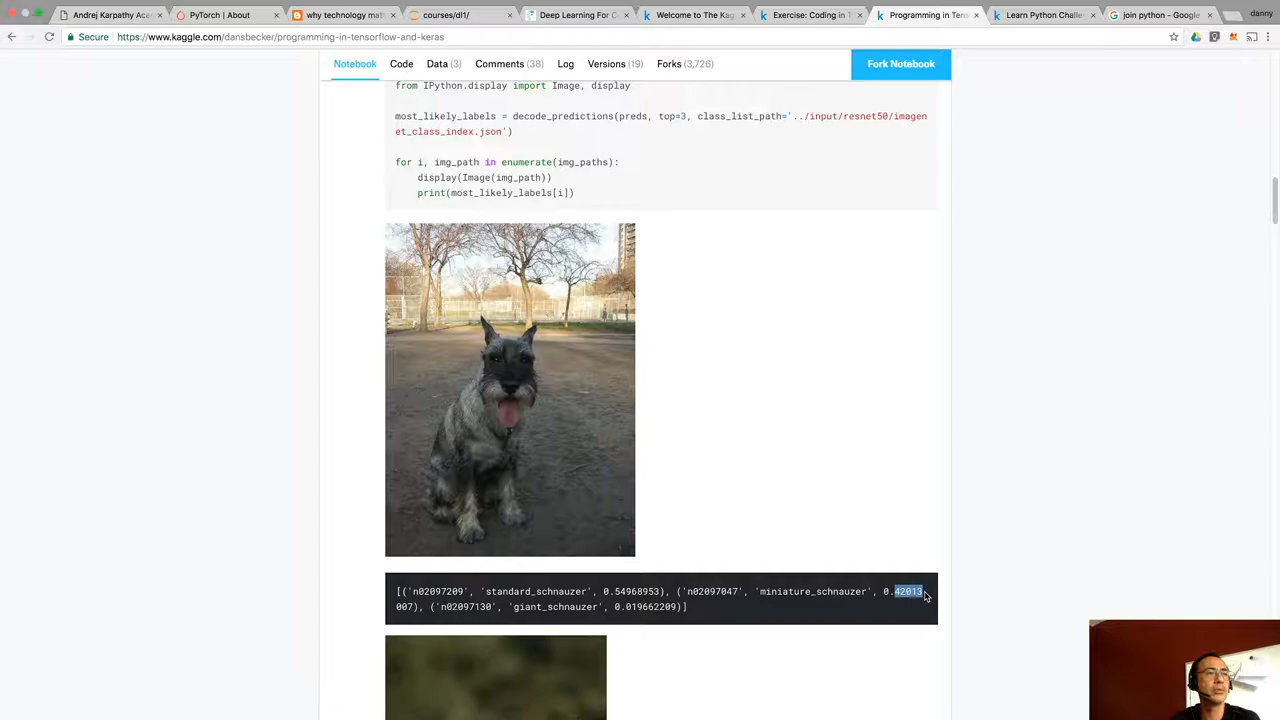 Andrej Karpathy Aca
PyTorch | About
why technology mat
courses/dl1/
Deep Learning For C
Welcome to The Kag
Exercise: Coding in T
Programming in Tens
Learn Python Challe
join python - Google
danny
Secure
https://www.kaggle.com/dansbecker/programming-in-tensorflow-and-keras
Notebook
Code
Data (3)
Comments (38)
Log
Versions (19)
Forks (3,726)
Fork Notebook
from IPython.display import Image, display
most_likely_labels = decode_predictions(preds, top=3, class_list_path='../input/resnet50/imagen
et_class_index.json')
for i, img_path in enumerate(img_paths):
display(Image(img_path))
print(most_likely_labels[i])
[('n02097209', 'standard_schnauzer', 0.54968953), ('n02097047', 'miniature_schnauzer', 0.42013
007), ('n02097130', 'giant_schnauzer', 0.019662209)]